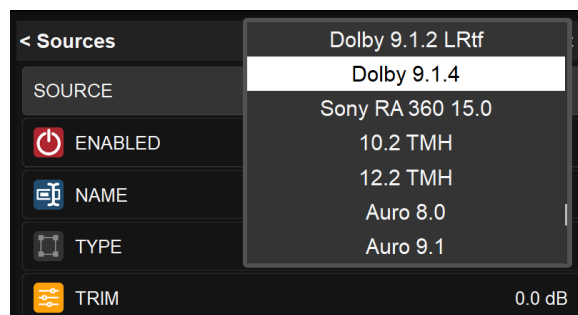 < Sources
SOURCE
ENABLED
NAME
TYPE
TRIM
0.0 dB
Dolby 9.1.2 LRtf
Dolby 9.1.4
Sony RA 360 15.0
10.2 TMH
12.2 TMH
Auro 8.0
Auro 9.1